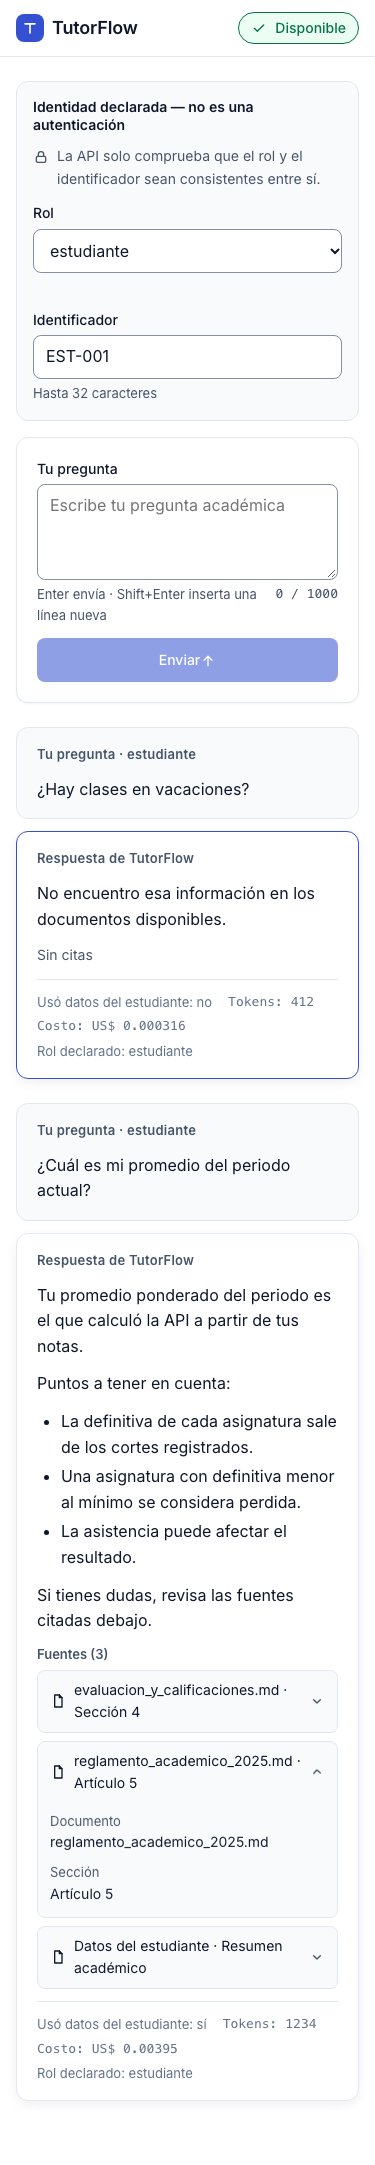 T TutorFlow
Disponible
Identidad declarada — no es una
autenticación
La API solo comprueba que el rol y el
identificador sean consistentes entre sí.
Rol
estudiante
Identificador
EST-001
Hasta 32 caracteres
Tu pregunta
Escribe tu pregunta académica
Enter envía · Shift+Enter inserta una
línea nueva
0 / 1000
Enviar↑
Tu pregunta · estudiante
¿Hay clases en vacaciones?
Respuesta de TutorFlow
No encuentro esa información en los
documentos disponibles.
Sin citas
Usó datos del estudiante: no Tokens: 412
Costo: US$ 0.000316
Rol declarado: estudiante
Tu pregunta · estudiante
¿Cuál es mi promedio del periodo
actual?
Respuesta de TutorFlow
Tu promedio ponderado del periodo es
el que calculó la API a partir de tus
notas.
Puntos a tener en cuenta:
• La definitiva de cada asignatura sale
de los cortes registrados.
• Una asignatura con definitiva menor
al mínimo se considera perdida.
• La asistencia puede afectar el
resultado.
Si tienes dudas, revisa las fuentes
citadas debajo.
Fuentes (3)
evaluacion_y_calificaciones.md ·
Sección 4
reglamento_academico_2025.md ·
Artículo 5
Documento
reglamento_academico_2025.md
Sección
Artículo 5
Datos del estudiante · Resumen
académico
Usó datos del estudiante: sí Tokens: 1234
Costo: US$ 0.00395
Rol declarado: estudiante